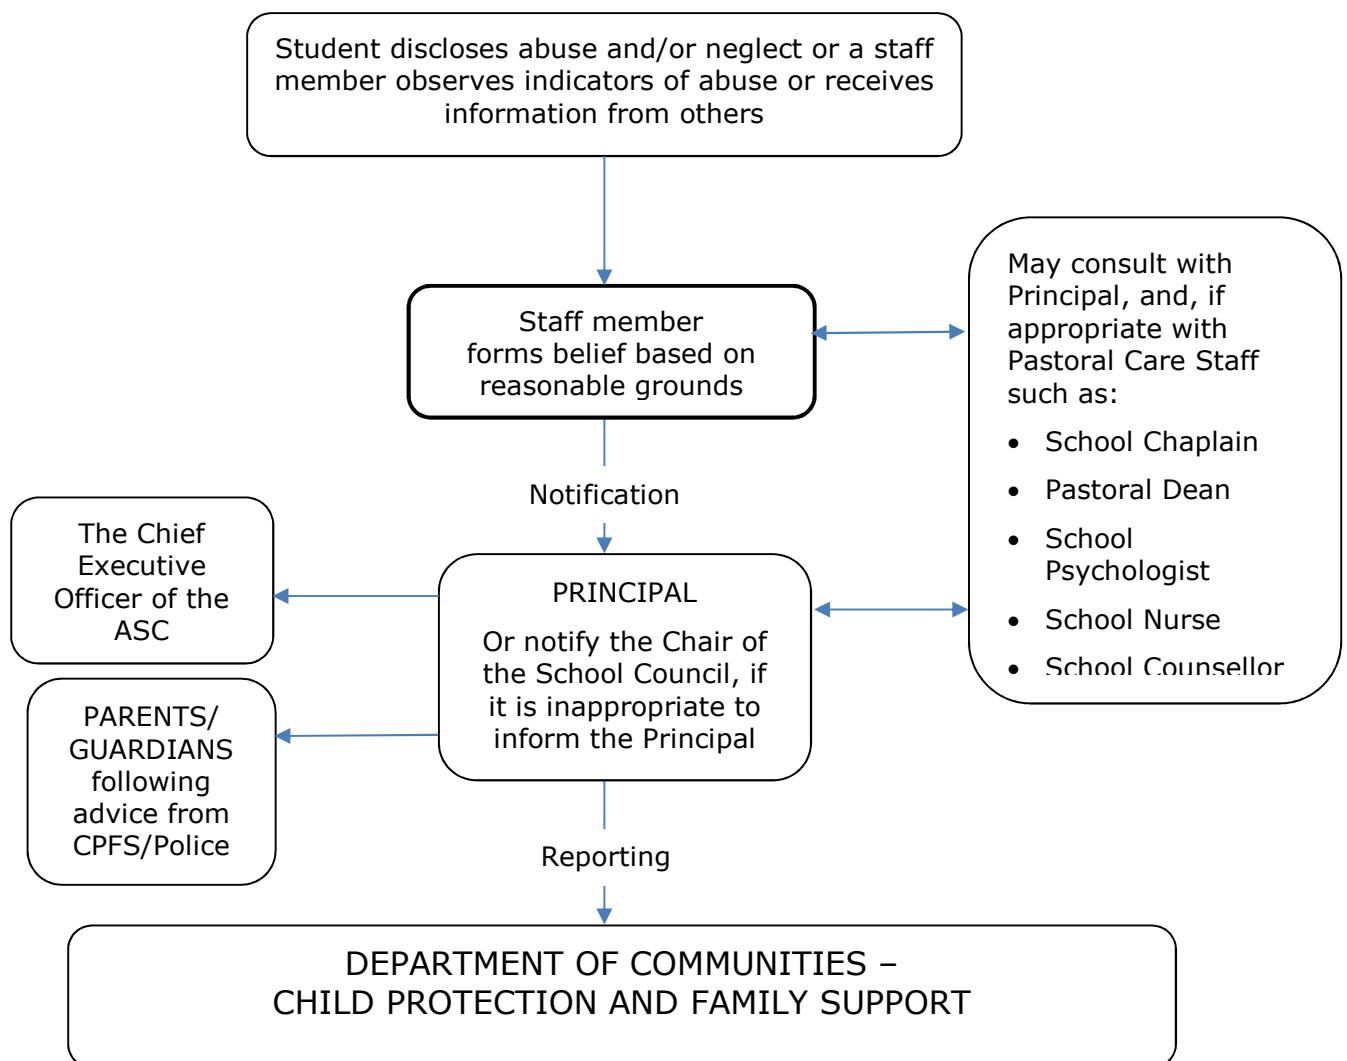 Student discloses abuse and/or neglect or a staff
member observes indicators of abuse or receives
information from others
May consult with
Principal, and, if
appropriate with
Pastoral Care Staff
such as:
• School Chaplain
• Pastoral Dean
• School
Psychologist
• School Nurse
• School Counsellor
Staff member
forms belief based on
reasonable grounds
Notification
The Chief
Executive
Officer of the
ASC
PRINCIPAL
Or notify the Chair of
the School Council, if
it is inappropriate to
inform the Principal
PARENTS/
GUARDIANS
following
advice from
CPFS/Police
Reporting
DEPARTMENT OF COMMUNITIES –
CHILD PROTECTION AND FAMILY SUPPORT